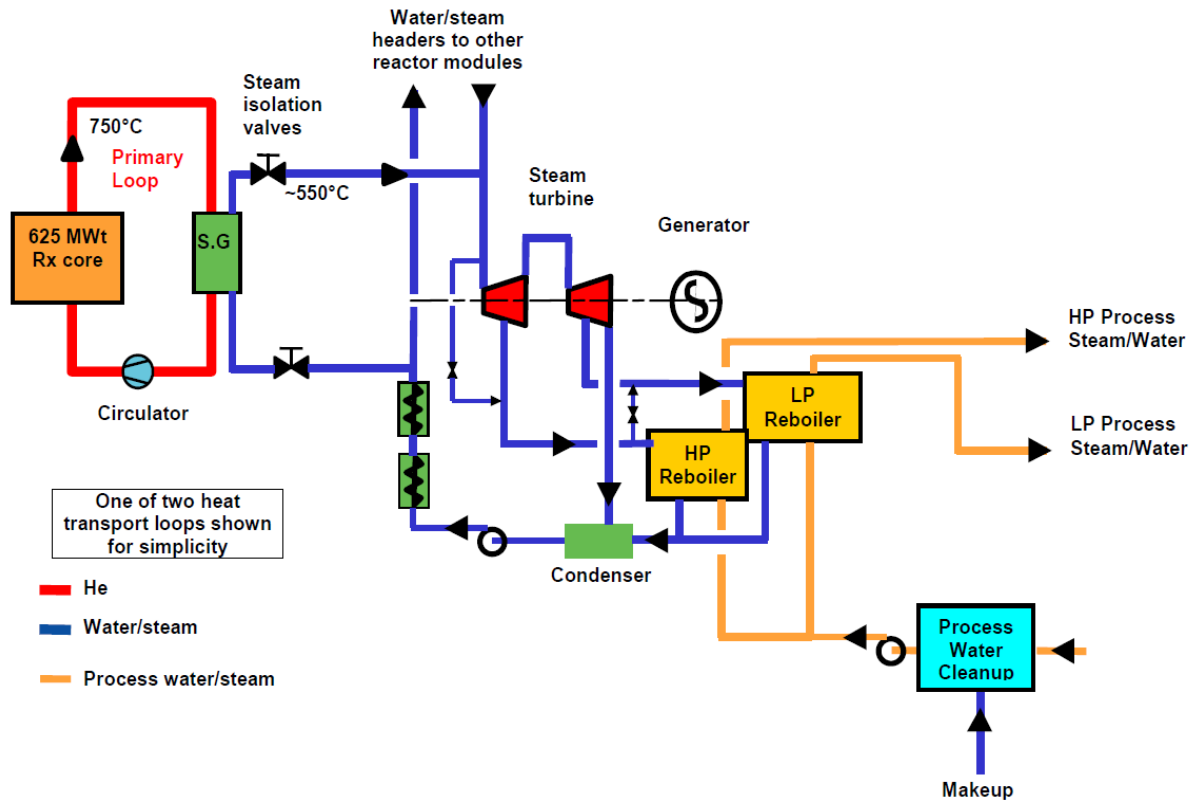 Water/steam
headers to other
reactor modules
Steam
isolation
valves
750°C
Primary
Loop
~550°C
Steam
turbine
Generator
625 MWt
Rx core
S.G
Circulator
HP Process
Steam/Water
LP
Reboiler
LP Process
Steam/Water
HP
Reboiler
One of two heat
transport loops shown
for simplicity
Condenser
He
Water/steam
Process water/steam
Process
Water
Cleanup
Makeup